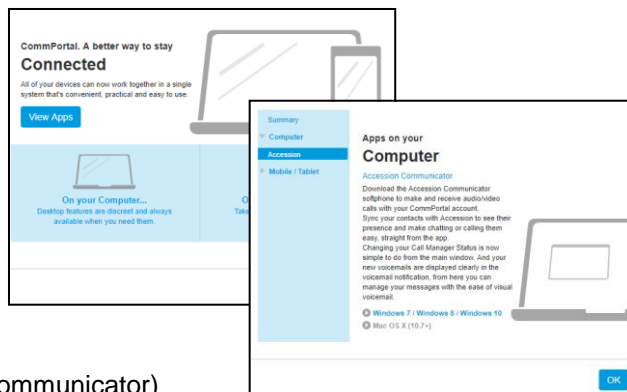 CommPortal. A better way to stay
Connected
All of your devices can now work together in a single
system that's convenient, practical and easy to use.
View Apps
On your Computer...
Desktop features are discreet and always
available when you need them.
Summary
Computer
Accession
Mobile / Tablet
Apps on your
Computer
Accession Communicator
Download the Accession Communicator
softphone to make and receive audio/video
calls with your CommPortal account.
Sync your contacts with Accession to see their
presence and make chatting or calling them
easy, straight from the app.
Changing your Call Manager Status is now
simple to do from the main window. And your
new voicemails are displayed clearly in the
voicemail notification, from here you can
manage your messages with the ease of visual
voicemail.
Windows 7 / Windows 8 / Windows 10
Mac OS X (10.7+)
OK
ommunicator)